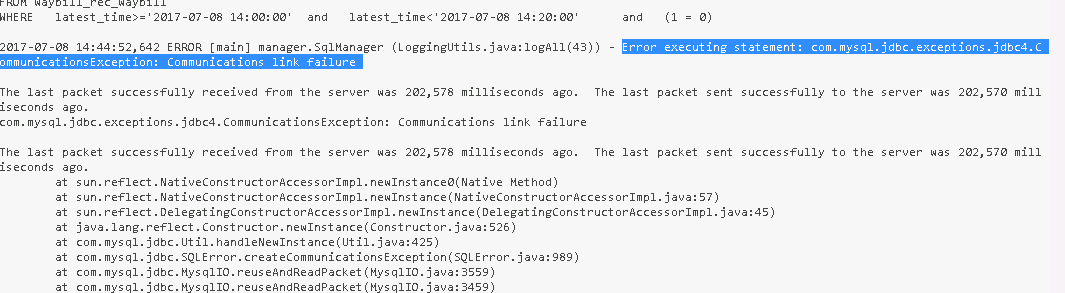 FROM waybill_rec_waybill
WHERE   latest_time>='2017-07-08 14:00:00'  and   latest_time<'2017-07-08 14:20:00'      and   (1 = 0)
2017-07-08 14:44:52,642 ERROR [main] manager.SqlManager (LoggingUtils.java:logAll(43)) - Error executing statement: com.mysql.jdbc.exceptions.jdbc4.C
ommunicationsException: Communications link failure
The last packet successfully received from the server was 202,578 milliseconds ago.  The last packet sent successfully to the server was 202,570 mill
iseconds ago.
com.mysql.jdbc.exceptions.jdbc4.CommunicationsException: Communications link failure
The last packet successfully received from the server was 202,578 milliseconds ago.  The last packet sent successfully to the server was 202,570 mill
iseconds ago.
at sun.reflect.NativeConstructorAccessorImpl.newInstance0(Native Method)
at sun.reflect.NativeConstructorAccessorImpl.newInstance(NativeConstructorAccessorImpl.java:57)
at sun.reflect.DelegatingConstructorAccessorImpl.newInstance(DelegatingConstructorAccessorImpl.java:45)
at java.lang.reflect.Constructor.newInstance(Constructor.java:526)
at com.mysql.jdbc.Util.handleNewInstance(Util.java:425)
at com.mysql.jdbc.SQLError.createCommunicationsException(SQLError.java:989)
at com.mysql.jdbc.MysqlIO.reuseAndReadPacket(MysqlIO.java:3559)
at com.mysql.jdbc.MysqlIO.reuseAndReadPacket(MysqlIO.java:3459)